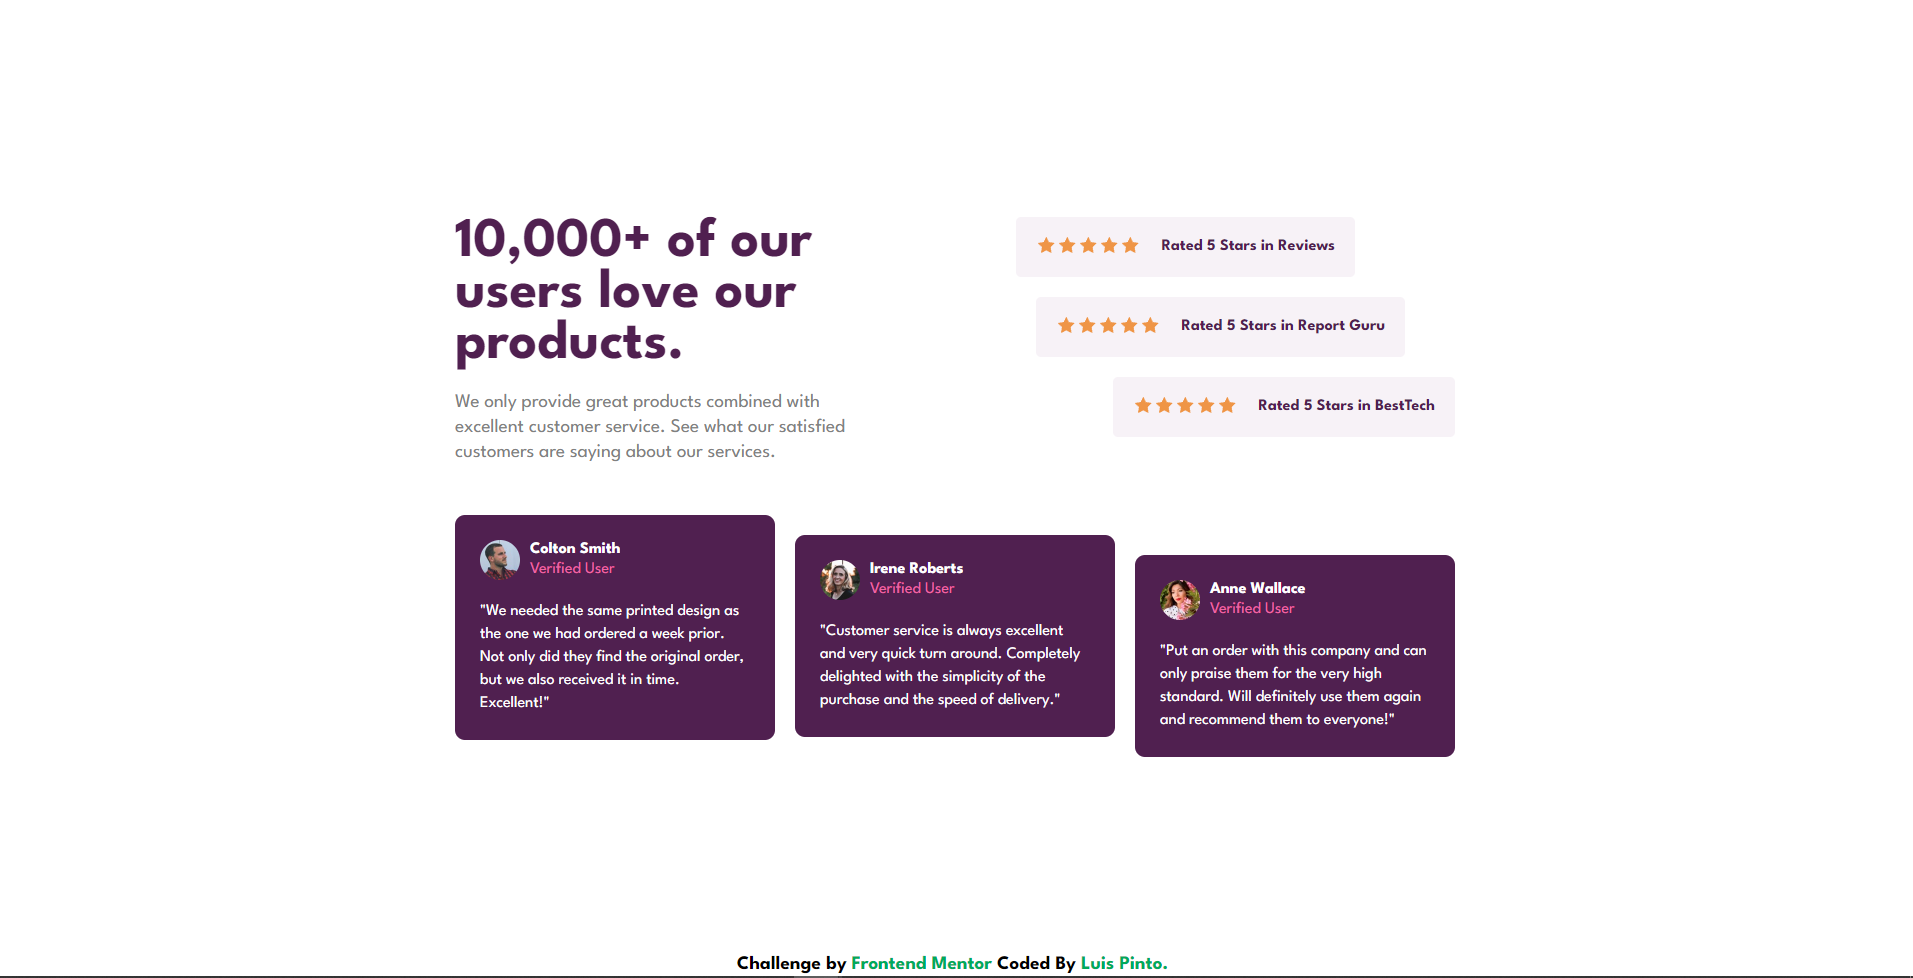 10,000+ of our
users love our
products.
We only provide great products combined with
excellent customer service. See what our satisfied
customers are saying about our services.
Rated 5 Stars in Reviews
Rated 5 Stars in Report Guru
Rated 5 Stars in BestTech
Colton Smith
Verified User
"We needed the same printed design as
the one we had ordered a week prior.
Not only did they find the original order,
but we also received it in time.
Excellent!"
Irene Roberts
Verified User
"Customer service is always excellent
and very quick turn around. Completely
delighted with the simplicity of the
purchase and the speed of delivery."
Anne Wallace
Verified User
"Put an order with this company and can
only praise them for the very high
standard. Will definitely use them again
and recommend them to everyone!"
Challenge by Frontend Mentor Coded By Luis Pinto.